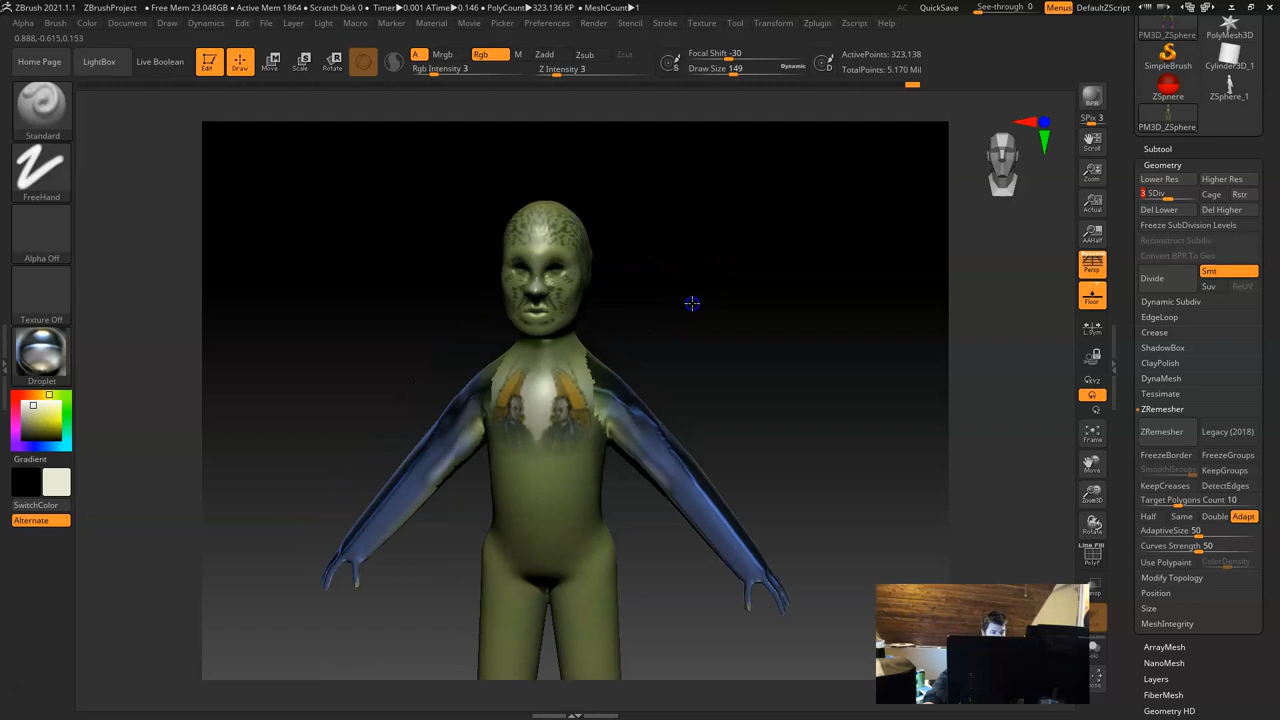 ZBrush 2021.1.1 ZBrushProject • Free Mem 23.048GB • Active Mem 1864 • Scratch Disk 0 • Timer▶0.001 ATime▶0.146 • PolyCount▶323.136 KP • MeshCount▶1 AC QuickSave See-through 0 Menus DefaultZScript
Alpha Brush Color Document Draw Dynamics Edit File Layer Light Macro Marker Material Movie Picker Preferences Render Stencil Stroke Texture Tool Transform Zplugin Zscript Help
0.888,-0.615,0.153
Home Page LightBox Live Boolean Edit Draw Move Scale Rotate A Mrgb Rgb M Zadd Zsub Zcut Focal Shift -30 ActivePoints: 323,138
Rgb Intensity 3 Z Intensity 3 Draw Size 149 Dynamic TotalPoints: 5.170 Mil
S D
Standard
FreeHand
Alpha Off
Texture Off
Droplet
Gradient
SwitchColor
Alternate
BPR
SPix 3
Scroll
Zoom
Actual
AAHalf
Dynamic
Persp
Floor
L.Sym
XYZ
Frame
Move
Zoom3D
Rotate
Line Fill
PolyF
Solo
PM3D_ZSphere PolyMesh3D
SimpleBrush Cylinder3D_1
ZSphere ZSphere_1
PM3D_ZSphere
Subtool
Geometry
Lower Res Higher Res
3 SDiv Cage Rstr
Del Lower Del Higher
Freeze SubDivision Levels
Reconstruct Subdiv
Convert BPR To Geo
Divide Smt
Suv ReUV
Dynamic Subdiv
EdgeLoop
Crease
ShadowBox
ClayPolish
DynaMesh
Tessimate
ZRemesher
ZRemesher Legacy (2018)
FreezeBorder FreezeGroups
SmoothGroups KeepGroups
KeepCreases DetectEdges
Target Polygons Count 10
Half Same Double Adapt
AdaptiveSize 50
Curves Strength 50
Use Polypaint ColorDensity
Modify Topology
Position
Size
MeshIntegrity
ArrayMesh
NanoMesh
Layers
FiberMesh
Geometry HD